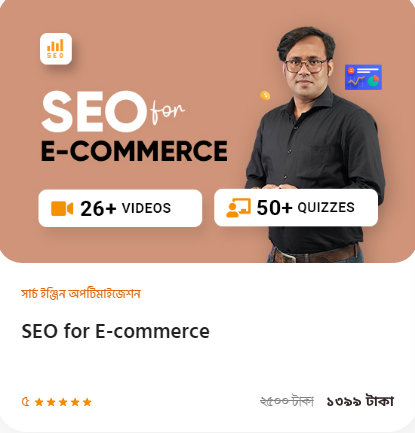 SEO
SEO for
E-COMMERCE
26+ VIDEOS
50+ QUIZZES
সার্চ ইঞ্জিন অপটিমাইজেশন
SEO for E-commerce
৫
২৫০০ টাকা ১৩৯৯ টাকা